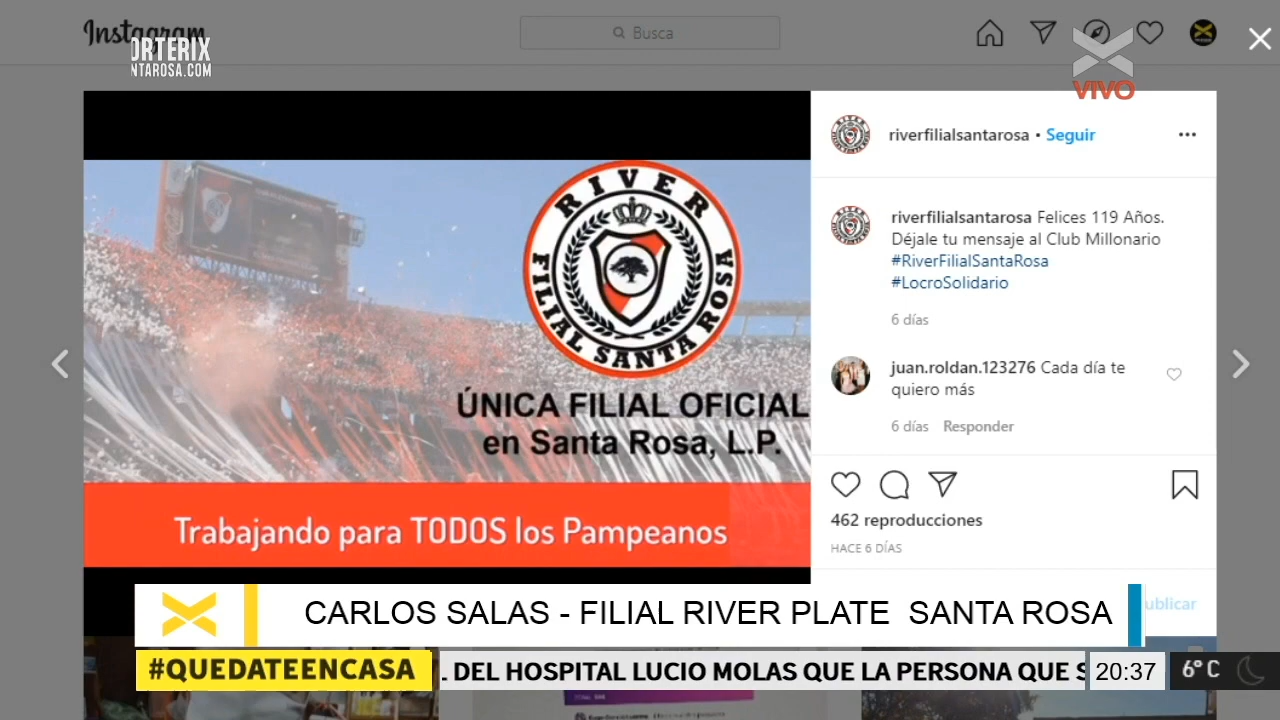 Instagram
Busca
ORTERIX
NTAROSA.COM
VIVO
RIVER
FILIAL SANTA ROSA
ÚNICA FILIAL OFICIAL
en Santa Rosa, L.P.
Trabajando para TODOS los Pampeanos
riverfilialsantarosa • Seguir
riverfilialsantarosa Felices 119 Años.
Déjale tu mensaje al Club Millonario
#RiverFilialSantaRosa
#LocroSolidario
6 días
juan.roldan.123276 Cada día te
quiero más
6 días Responder
462 reproducciones
HACE 6 DÍAS
ublicar
CARLOS SALAS - FILIAL RIVER PLATE SANTA ROSA
#QUEDATEENCASA
. DEL HOSPITAL LUCIO MOLAS QUE LA PERSONA QUE S
20:37
6°C